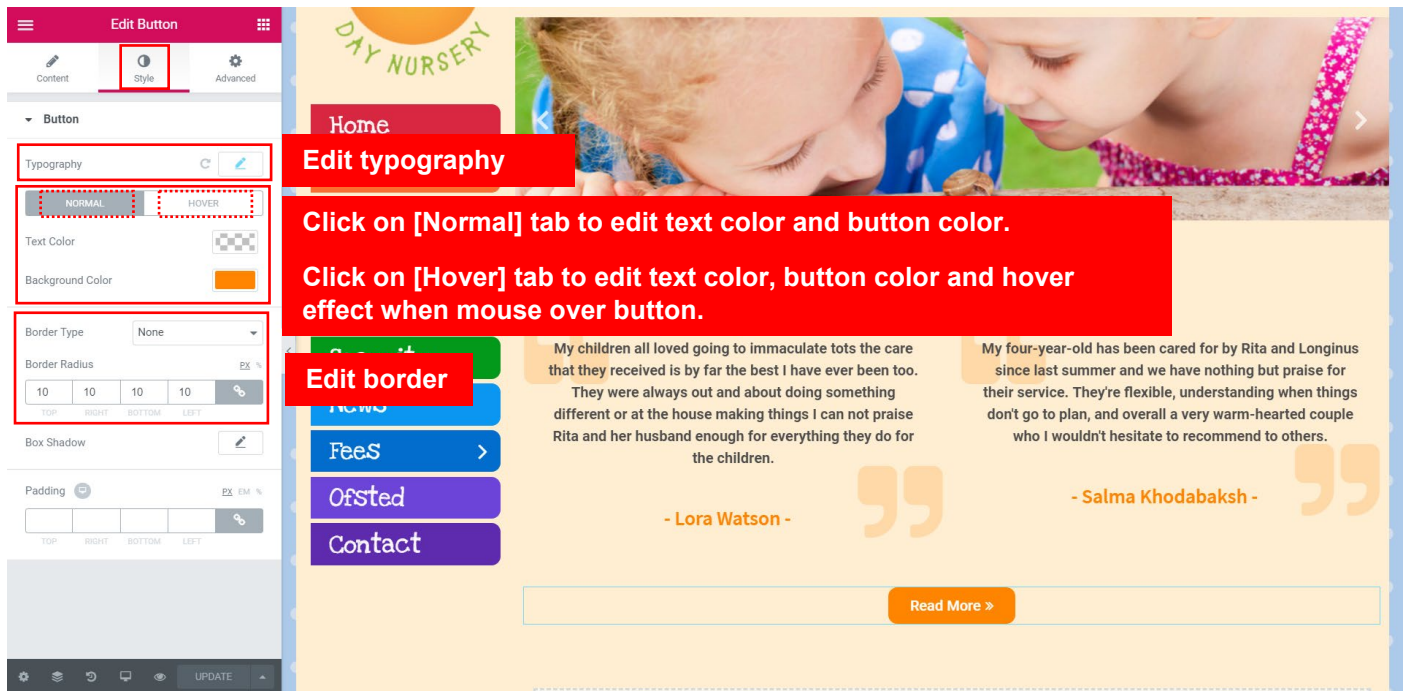 Edit Button
Content
Style
Advanced
Button
Typography
NORMAL
HOVER
Text Color
Background Color
Border Type
None
Border Radius
PX %
10 10 10 10
TOP RIGHT BOTTOM LEFT
Box Shadow
Padding
PX EM %
TOP RIGHT BOTTOM LEFT
UPDATE
DAY NURSERY
Home
Edit typography
Click on [Normal] tab to edit text color and button color.
Click on [Hover] tab to edit text color, button color and hover
effect when mouse over button.
Edit border
News
Fees
Ofsted
Contact
My children all loved going to immaculate tots the care
that they received is by far the best I have ever been too.
They were always out and about doing something
different or at the house making things I can not praise
Rita and her husband enough for everything they do for
the children.
- Lora Watson -
My four-year-old has been cared for by Rita and Longinus
since last summer and we have nothing but praise for
their service. They're flexible, understanding when things
don't go to plan, and overall a very warm-hearted couple
who I wouldn't hesitate to recommend to others.
- Salma Khodabaksh -
Read More »